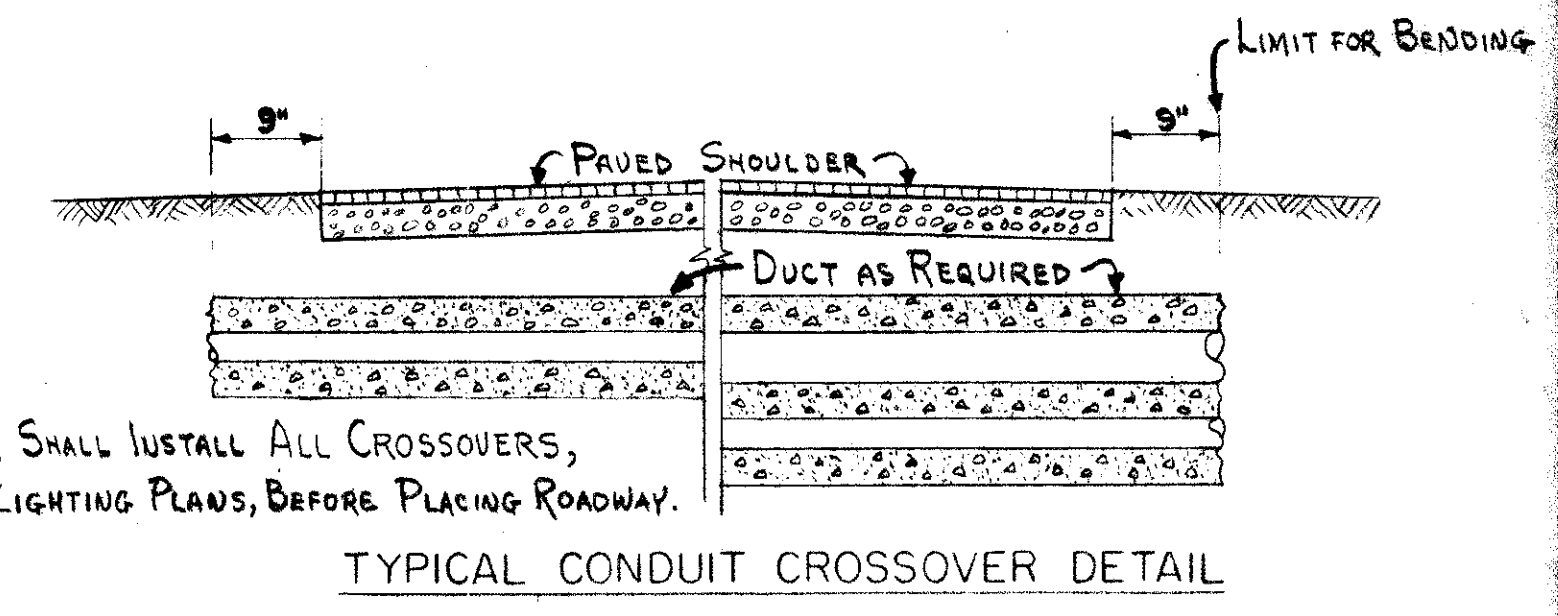 LIMIT FOR BENDING
9"
9"
PAVED SHOULDER
DUCT AS REQUIRED
SHALL INSTALL ALL CROSSOVERS,
LIGHTING PLANS, BEFORE PLACING ROADWAY.
TYPICAL CONDUIT CROSSOVER DETAIL